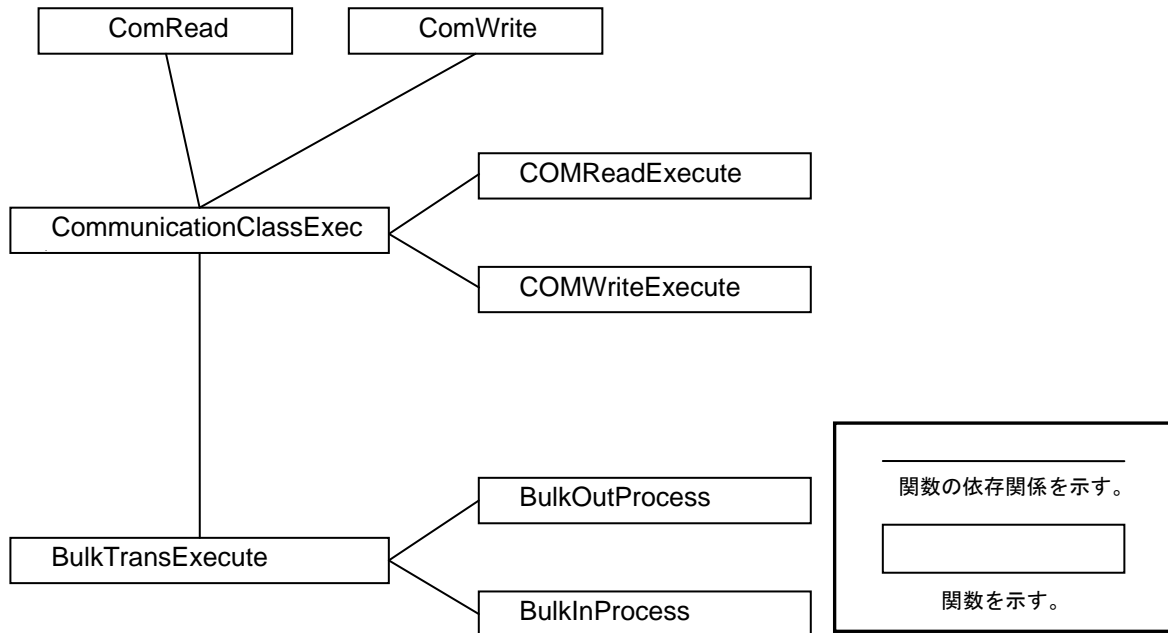 ComRead
ComWrite
COMReadExecute
CommunicationClassExec
COMWriteExecute
BulkOutProcess
BulkTransExecute
BulkInProcess
関数の依存関係を示す。
関数を示す。